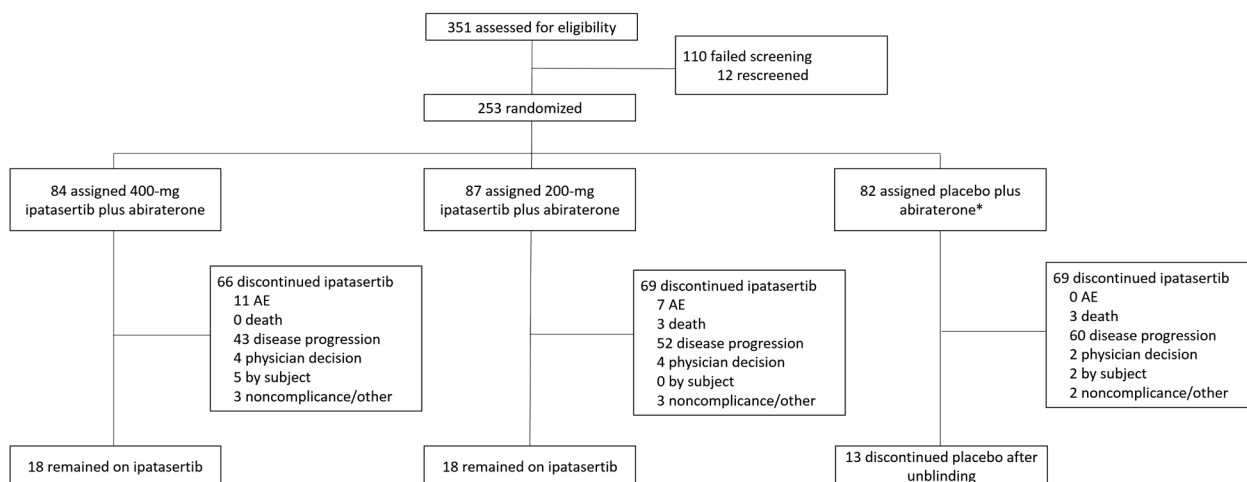 351 assessed for eligibility
110 failed screening
12 rescreened
253 randomized
84 assigned 400-mg
ipatasertib plus abiraterone
87 assigned 200-mg
ipatasertib plus abiraterone
82 assigned placebo plus
abiraterone*
66 discontinued ipatasertib
11 AE
0 death
43 disease progression
4 physician decision
5 by subject
3 noncomplicance/other
69 discontinued ipatasertib
7 AE
3 death
52 disease progression
4 physician decision
0 by subject
3 noncomplicance/other
69 discontinued ipatasertib
0 AE
3 death
60 disease progression
2 physician decision
2 by subject
2 noncomplicance/other
18 remained on ipatasertib
18 remained on ipatasertib
13 discontinued placebo after
unblinding